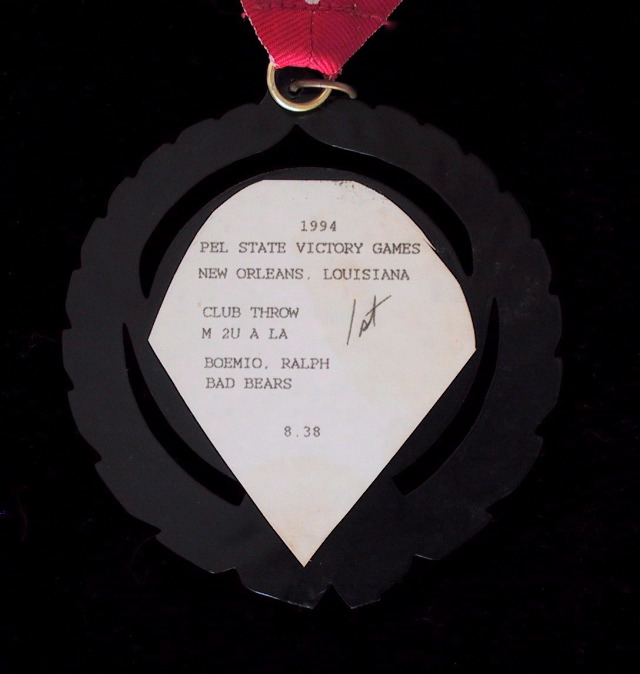 1994
PEL STATE VICTORY GAMES
NEW ORLEANS. LOUISIANA
CLUB THROW
1st
M 2U A LA
BOEMIO, RALPH
BAD BEARS
8.38